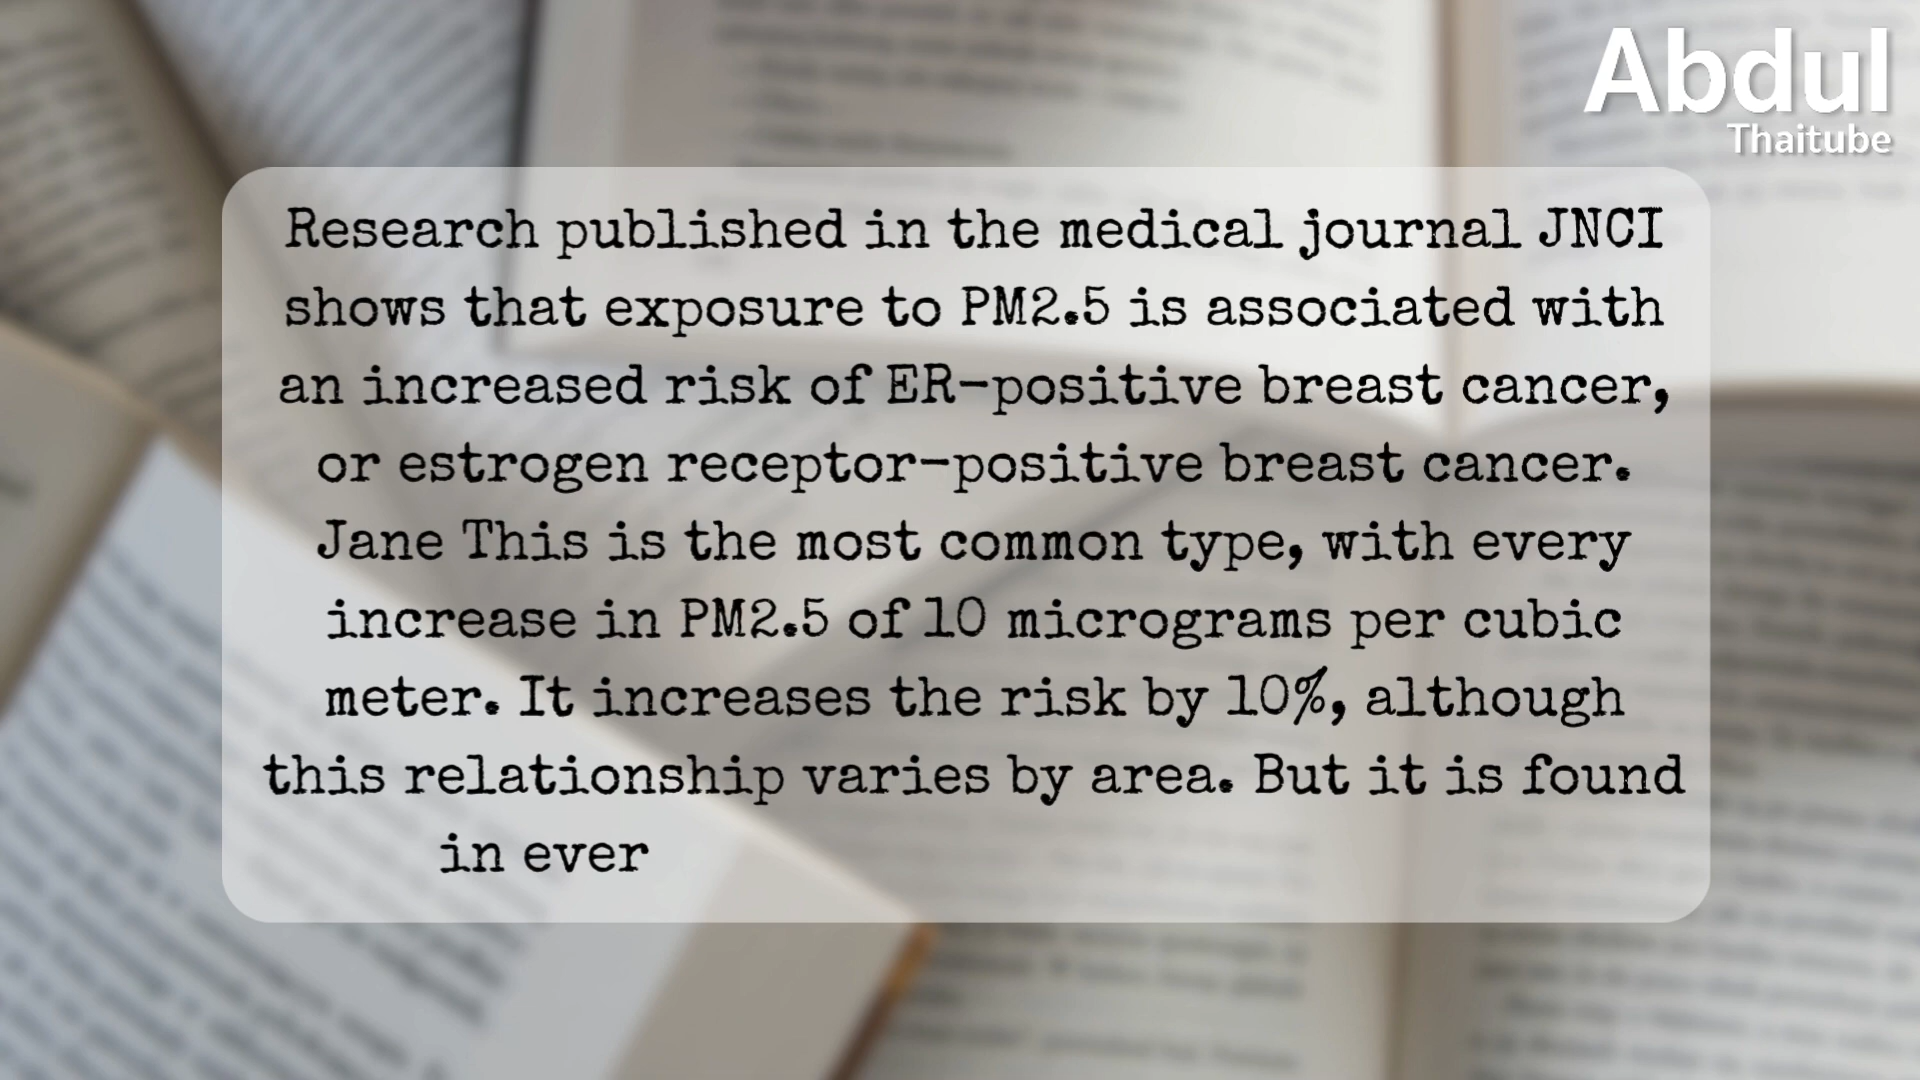 Abdul
Thaitube
Research published in the medical journal JNCI
shows that exposure to PM2.5 is associated with
an increased risk of ER-positive breast cancer,
or estrogen receptor-positive breast cancer.
Jane This is the most common type, with every
increase in PM2.5 of 10 micrograms per cubic
meter. It increases the risk by 10%, although
this relationship varies by area. But it is found
in ever